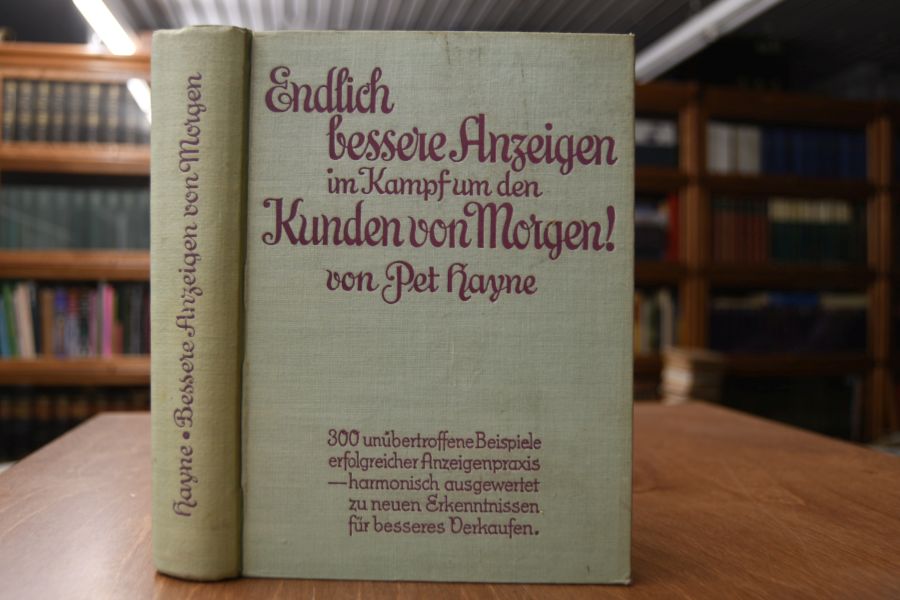 Hayne • Bessere Anzeigen von Morgen
Endlich
bessere Anzeigen
im Kampf um den
Kunden von Morgen!
von Pet Hayne
300 unübertroffene Beispiele
erfolgreicher Anzeigenpraxis
—harmonisch ausgewertet
zu neuen Erkenntnissen
für besseres Verkaufen.